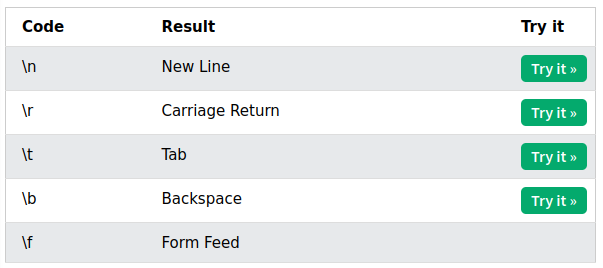 Code Result Try it
\n New Line Try it »
\r Carriage Return Try it »
\t Tab Try it »
\b Backspace Try it »
\f Form Feed